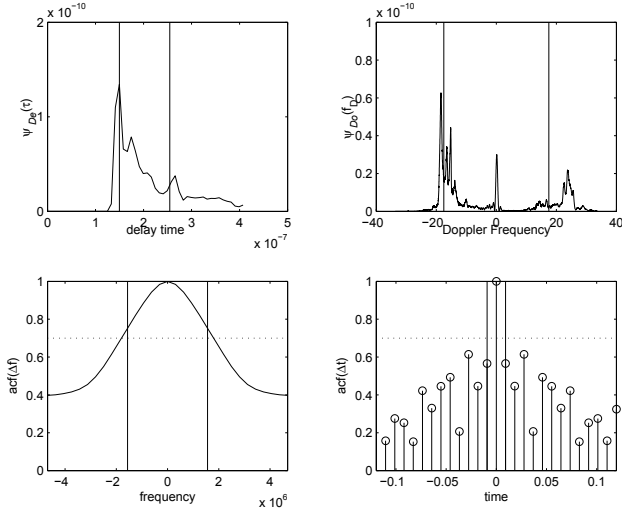 x 10⁻¹⁰
2
1
0
ψ_De(τ)
0 1 2 3 4 5
delay time
x 10⁻⁷
x 10⁻¹⁰
1
0.8
0.6
0.4
0.2
0
ψ_Do(f_D)
−40 −20 0 20 40
Doppler Frequency
1
0.8
0.6
0.4
0.2
0
acf(Δf)
−4 −2 0 2 4
frequency
x 10⁶
1
0.8
0.6
0.4
0.2
0
acf(Δt)
−0.1 −0.05 0 0.05 0.1
time